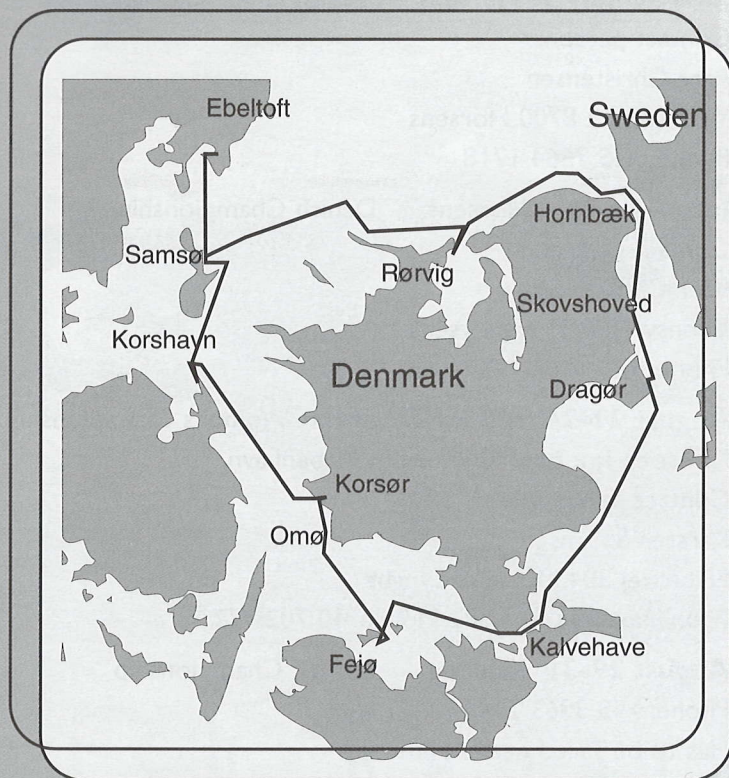 Ebeltoft
Sweden
Hornbæk
Samsø
Rørvig
Skovshoved
Korshavn
Denmark
Dragør
Korsør
Omø
Kalvehave
Fejø